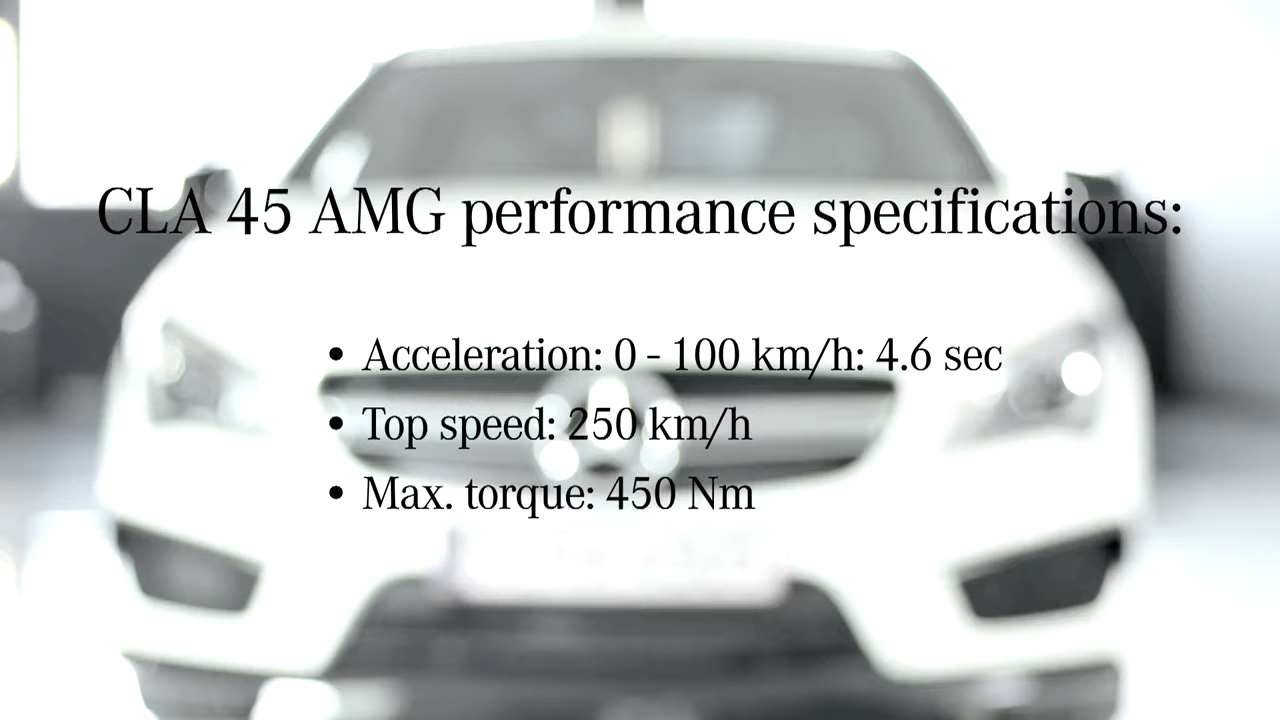 CLA 45 AMG performance specifications:
• Acceleration: 0 - 100 km/h: 4.6 sec
• Top speed: 250 km/h
• Max. torque: 450 Nm